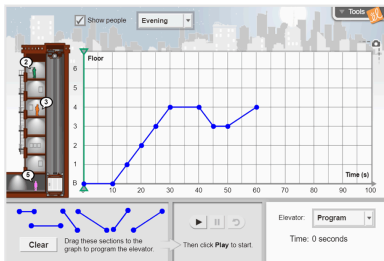 Show people
Evening
Tools
Floor
2
3
5
6
5
4
3
2
1
B
0
10
20
30
40
50
60
70
80
90
100
Time (s)
Clear
Drag these sections to
graph to program the elevator.
Then click Play to start.
Elevator:
Program
Time: 0 seconds